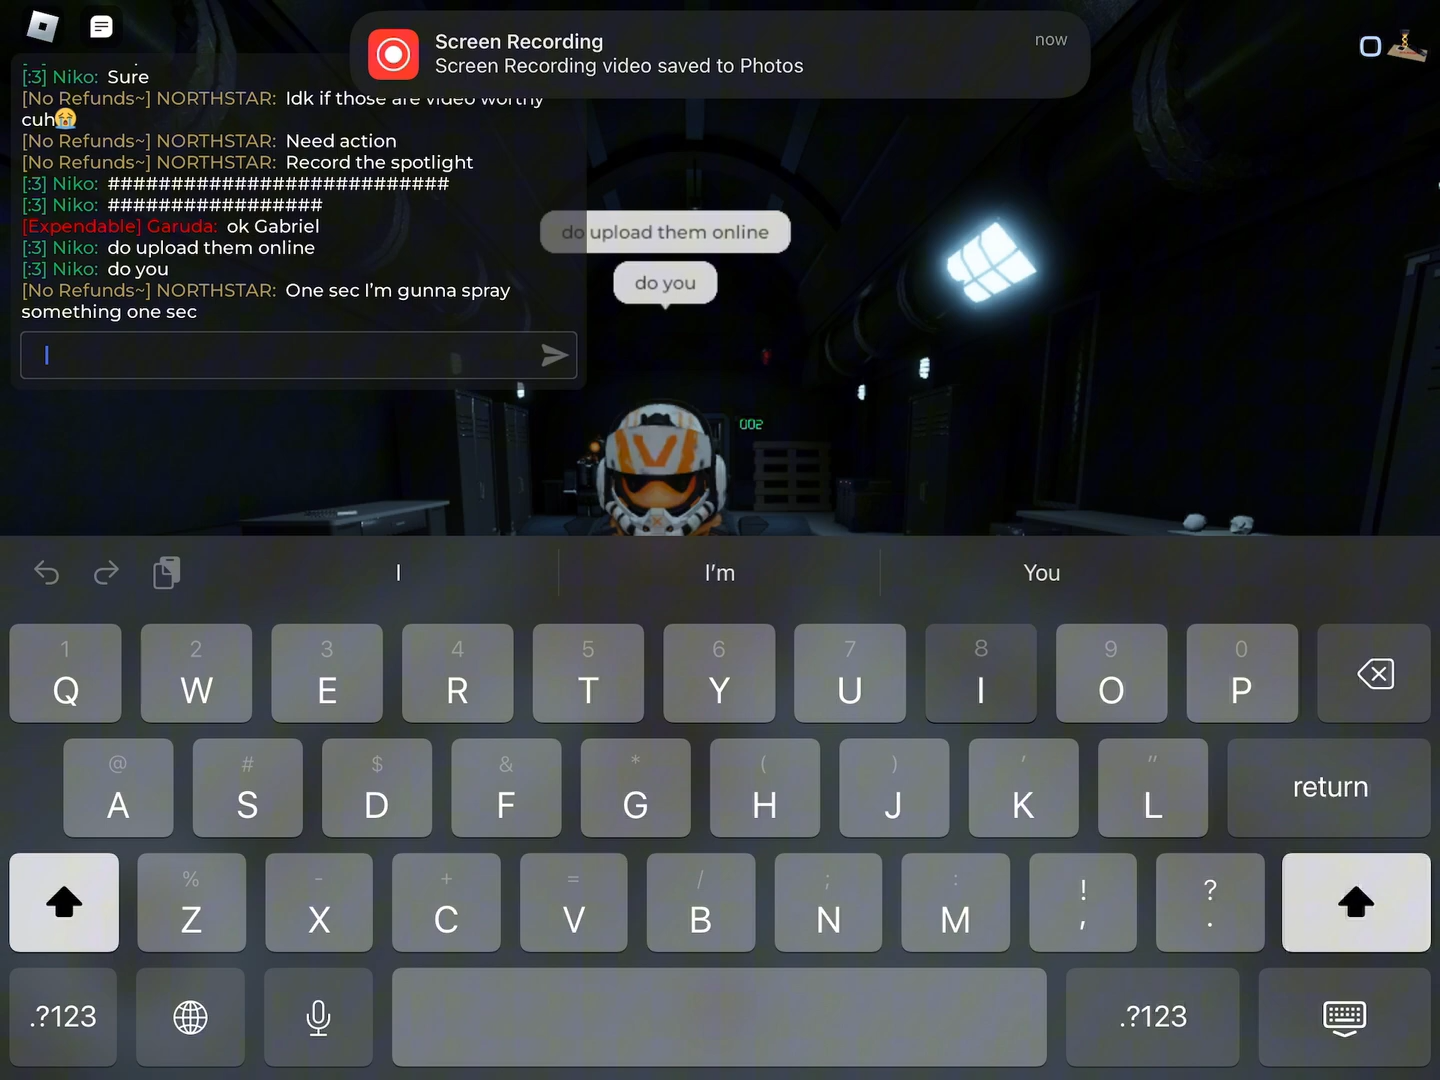 Screen Recording
now
Screen Recording video saved to Photos
[:3] Niko: Sure
[No Refunds~] NORTHSTAR: Idk if those are video worthy
cuh😭
[No Refunds~] NORTHSTAR: Need action
[No Refunds~] NORTHSTAR: Record the spotlight
[:3] Niko: ###########################
[:3] Niko: #################
[Expendable] Garuda: ok Gabriel
[:3] Niko: do upload them online
[:3] Niko: do you
[No Refunds~] NORTHSTAR: One sec I'm gunna spray
something one sec
do upload them online
do you
002
I I'm You
1 2 3 4 5 6 7 8 9 0
Q W E R T Y U I O P
@ # $ & * ( ) ' "
A S D F G H J K L return
% - + = / ; : ! ?
Z X C V B N M , .
.?123 .?123